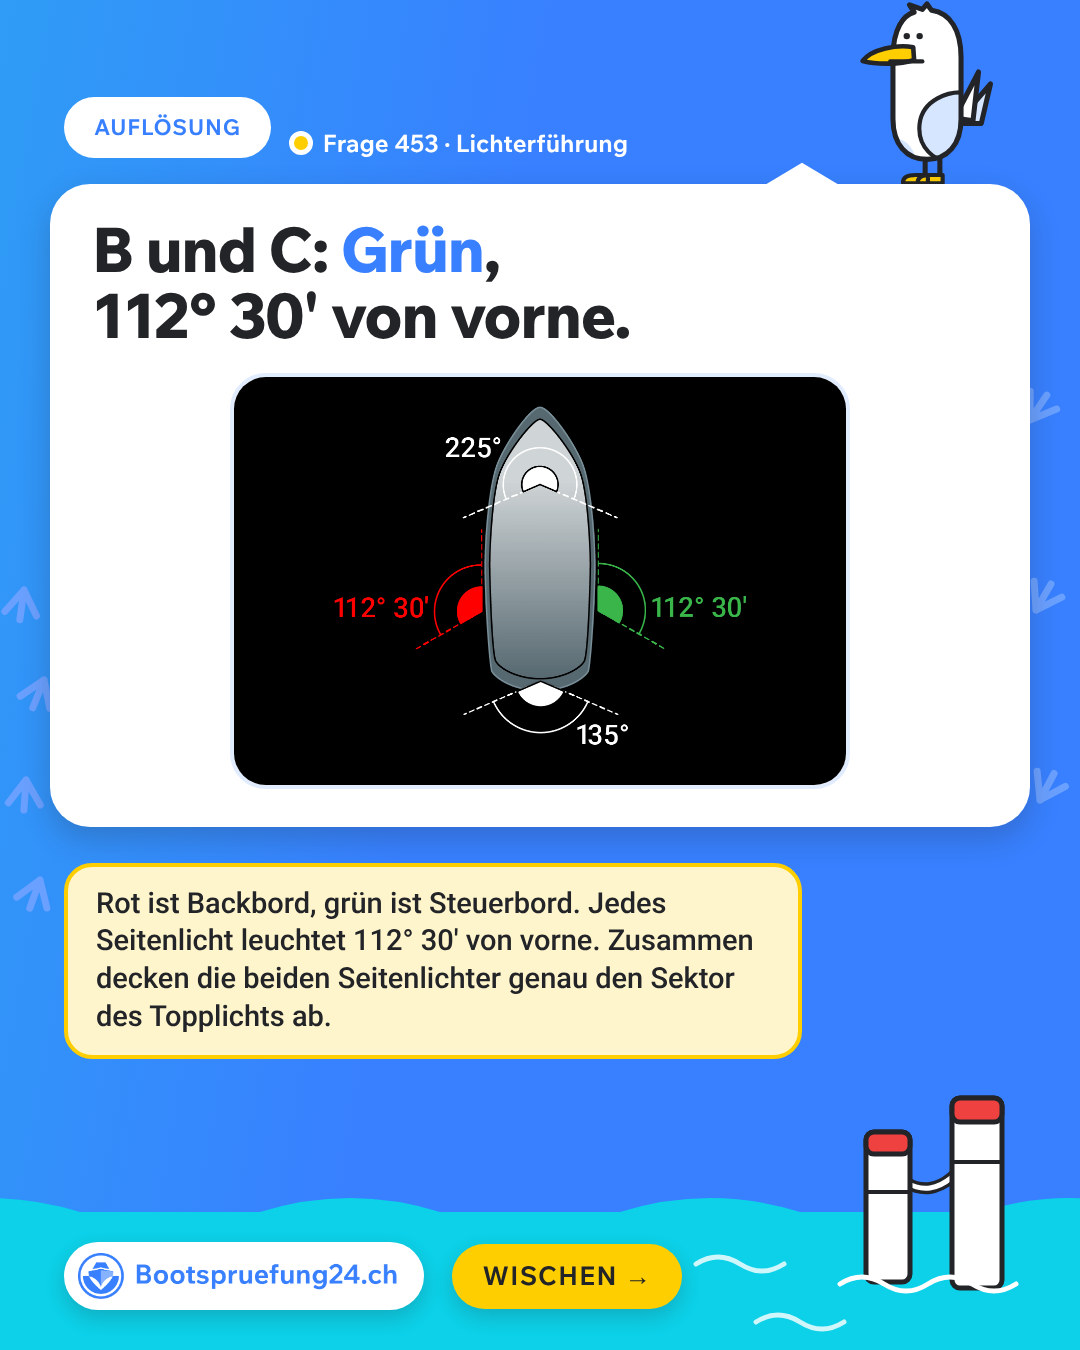 AUFLÖSUNG
Frage 453 · Lichterführung
B und C: Grün,
112° 30' von vorne.
225°
112° 30'
112° 30'
135°
Rot ist Backbord, grün ist Steuerbord. Jedes
Seitenlicht leuchtet 112° 30' von vorne. Zusammen
decken die beiden Seitenlichter genau den Sektor
des Topplichts ab.
Bootspruefung24.ch
WISCHEN →